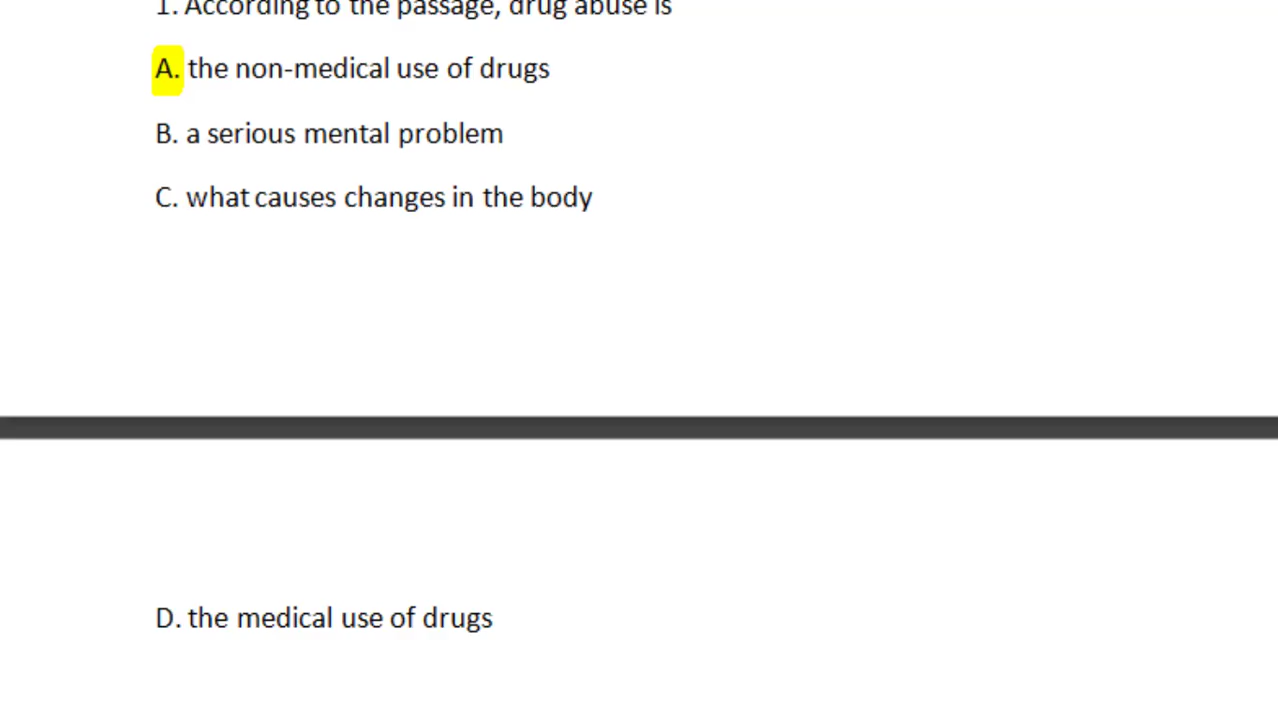 1. According to the passage, drug abuse is
A. the non-medical use of drugs
B. a serious mental problem
C. what causes changes in the body
D. the medical use of drugs